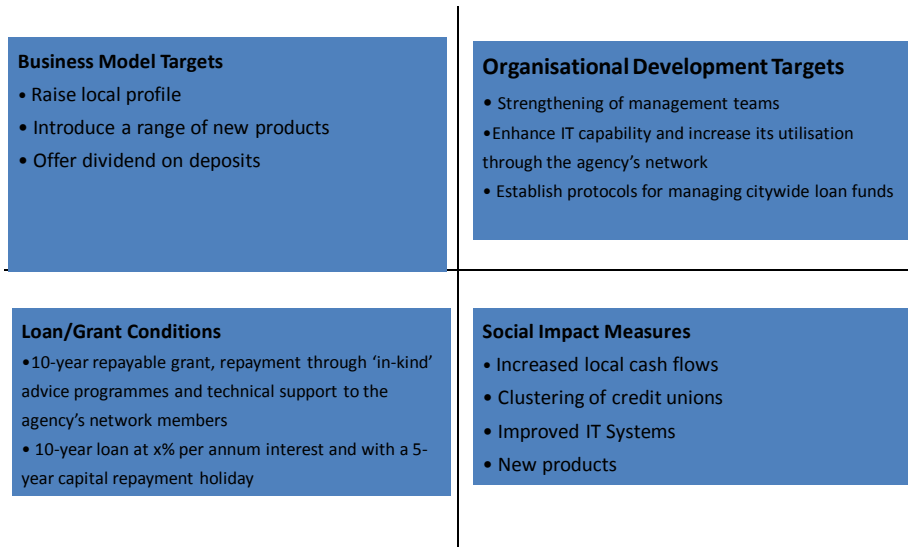 Business Model Targets
• Raise local profile
• Introduce a range of new products
• Offer dividend on deposits
Organisational Development Targets
• Strengthening of management teams
•Enhance IT capability and increase its utilisation
through the agency’s network
• Establish protocols for managing citywide loan funds
Loan/Grant Conditions
•10-year repayable grant, repayment through ‘in-kind’
advice programmes and technical support to the
agency’s network members
• 10-year loan at x% per annum interest and with a 5-
year capital repayment holiday
Social Impact Measures
• Increased local cash flows
• Clustering of credit unions
• Improved IT Systems
• New products